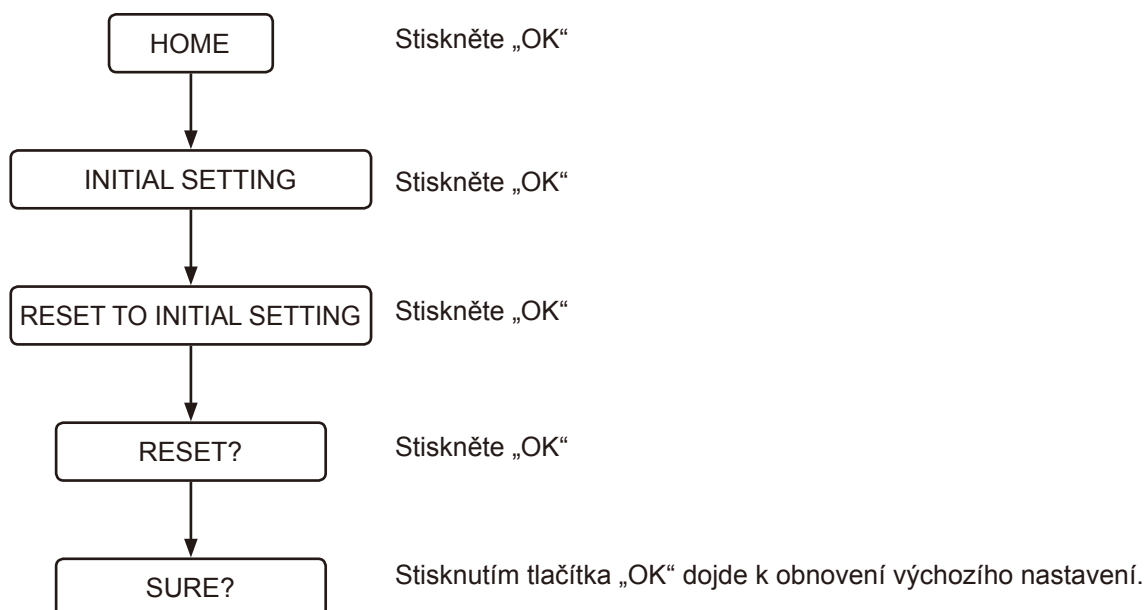 HOME
Stiskněte „OK“
INITIAL SETTING
Stiskněte „OK“
RESET TO INITIAL SETTING
Stiskněte „OK“
RESET?
Stiskněte „OK“
SURE?
Stisknutím tlačítka „OK“ dojde k obnovení výchozího nastavení.